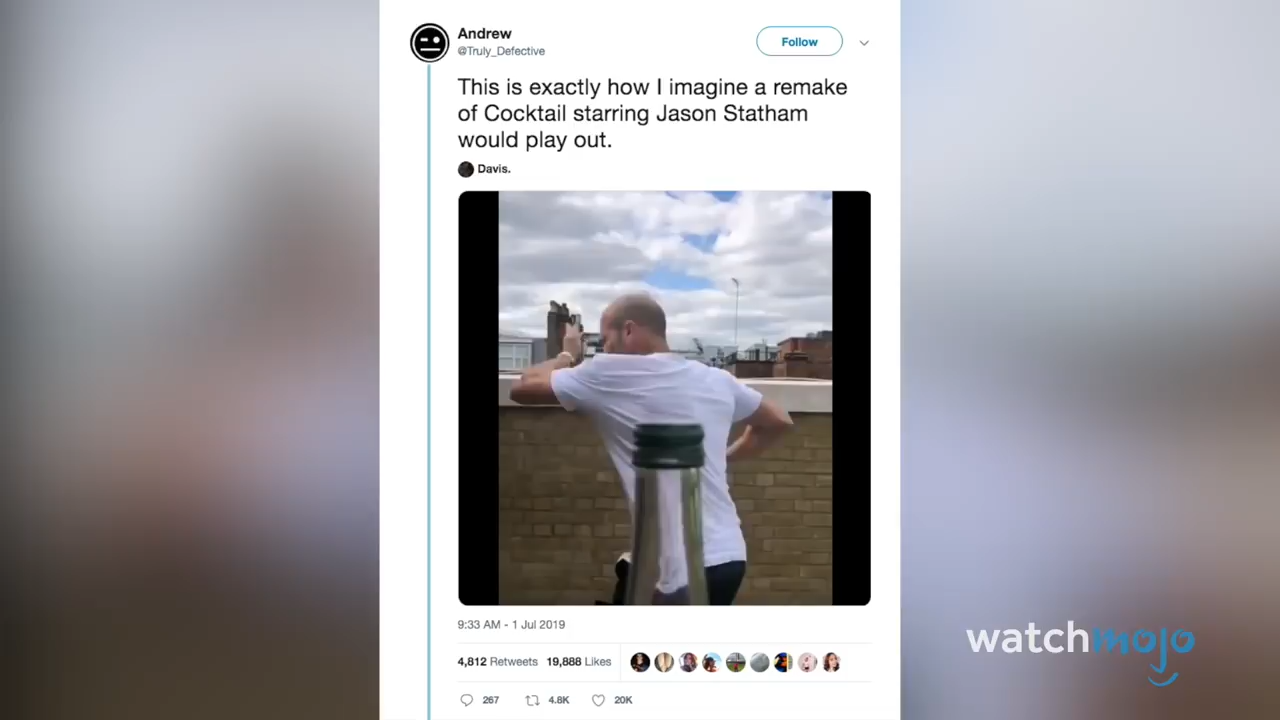 Andrew
@Truly_Defective
Follow
This is exactly how I imagine a remake
of Cocktail starring Jason Statham
would play out.
Davis.
9:33 AM - 1 Jul 2019
4,812 Retweets 19,888 Likes
267 4.8K 20K
watchmojo